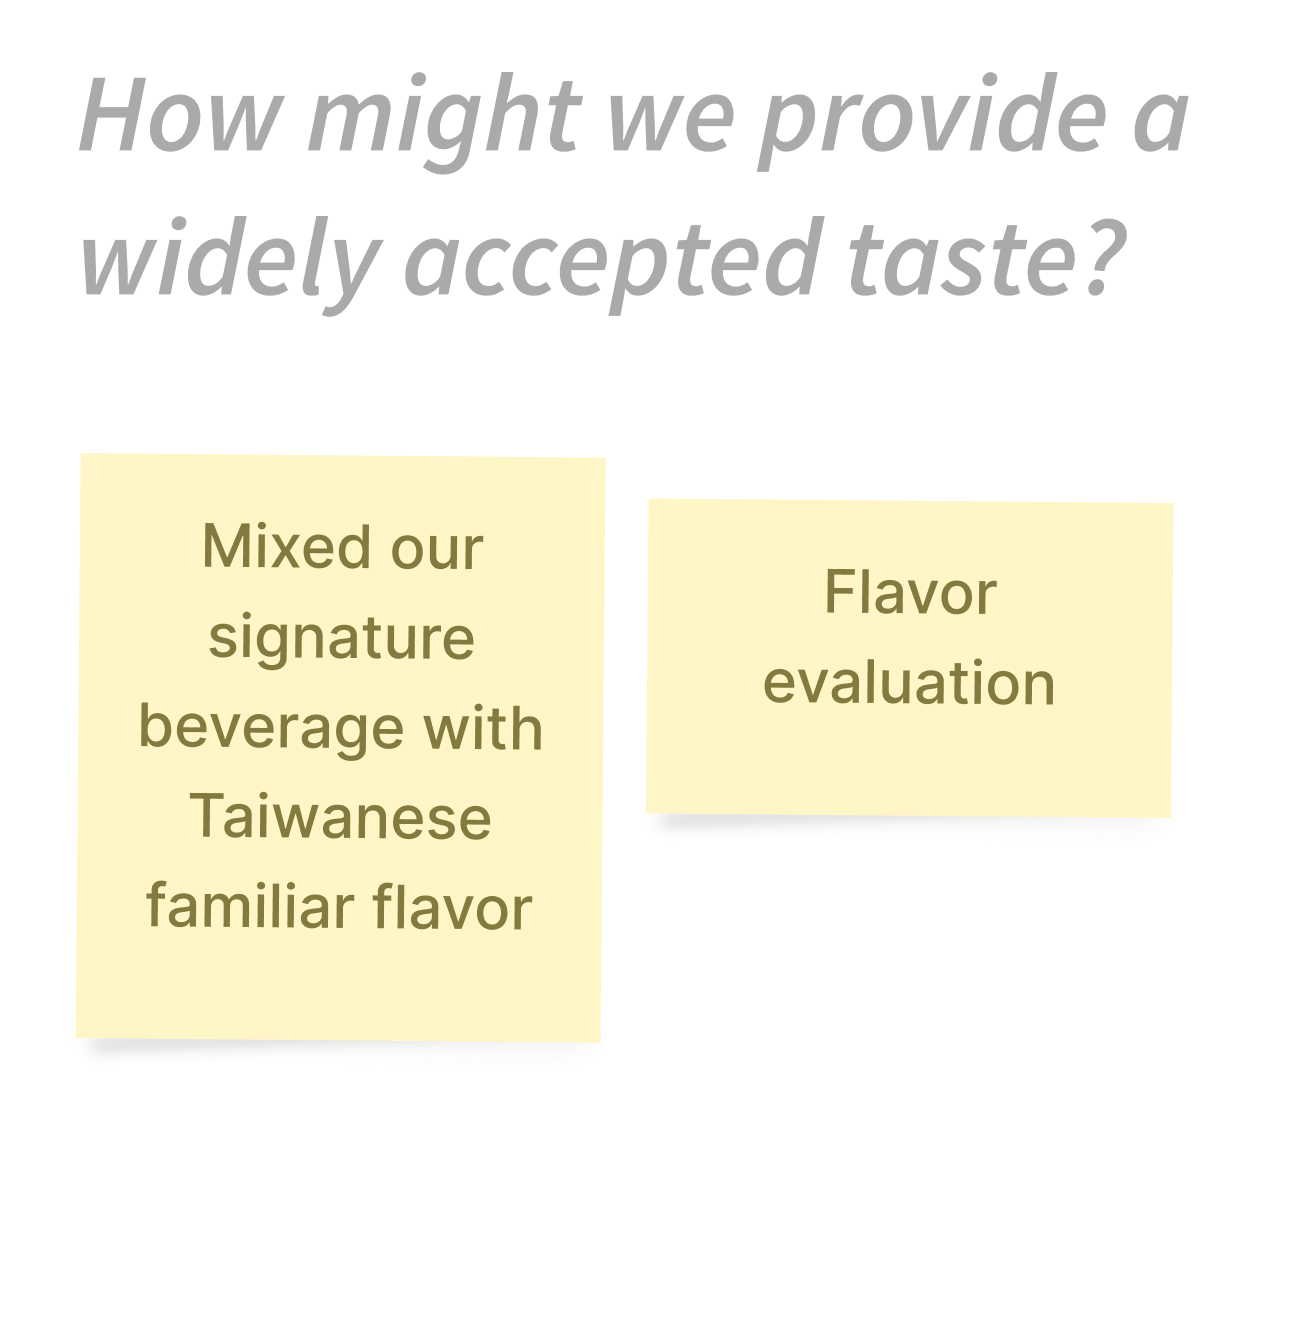 How might we provide a
widely accepted taste?
Mixed our
signature
beverage with
Taiwanese
familiar flavor
Flavor
evaluation